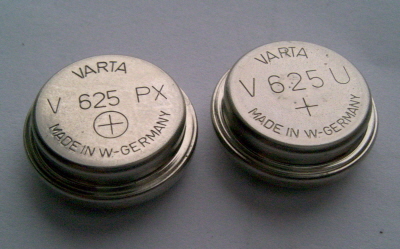 VARTA
V 625 PX
+
MADE IN W-GERMANY
VARTA
V 625 U
+
MADE IN W-GERMANY